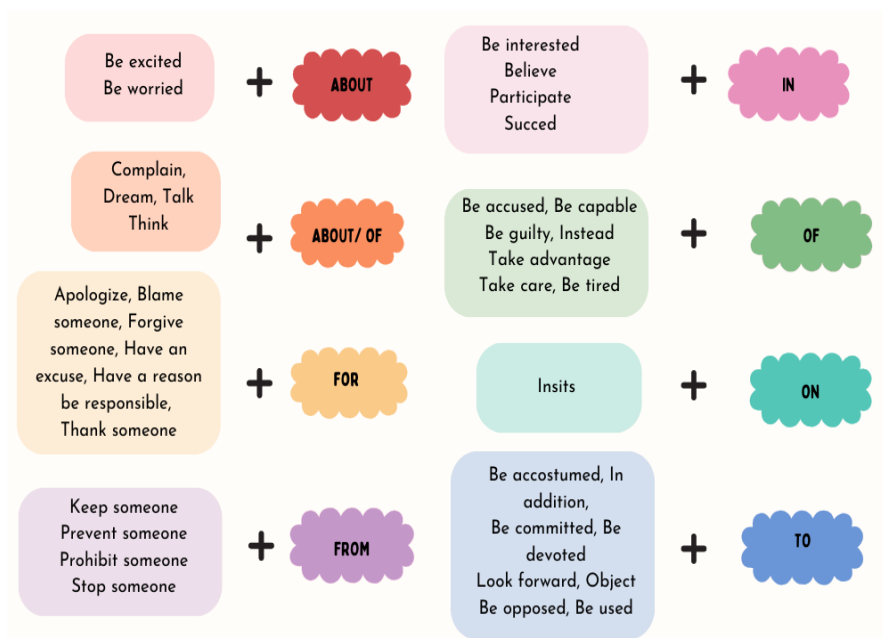 Be excited
Be worried
+
ABOUT
Complain,
Dream, Talk
Think
+
ABOUT/ OF
Apologize, Blame
someone, Forgive
someone, Have an
excuse, Have a reason
be responsible,
Thank someone
+
FOR
Keep someone
Prevent someone
Prohibit someone
Stop someone
+
FROM
Be interested
Believe
Participate
Succed
+
IN
Be accused, Be capable
Be guilty, Instead
Take advantage
Take care, Be tired
+
OF
Insits
+
ON
Be accostumed, In
addition,
Be committed, Be
devoted
Look forward, Object
Be opposed, Be used
+
TO